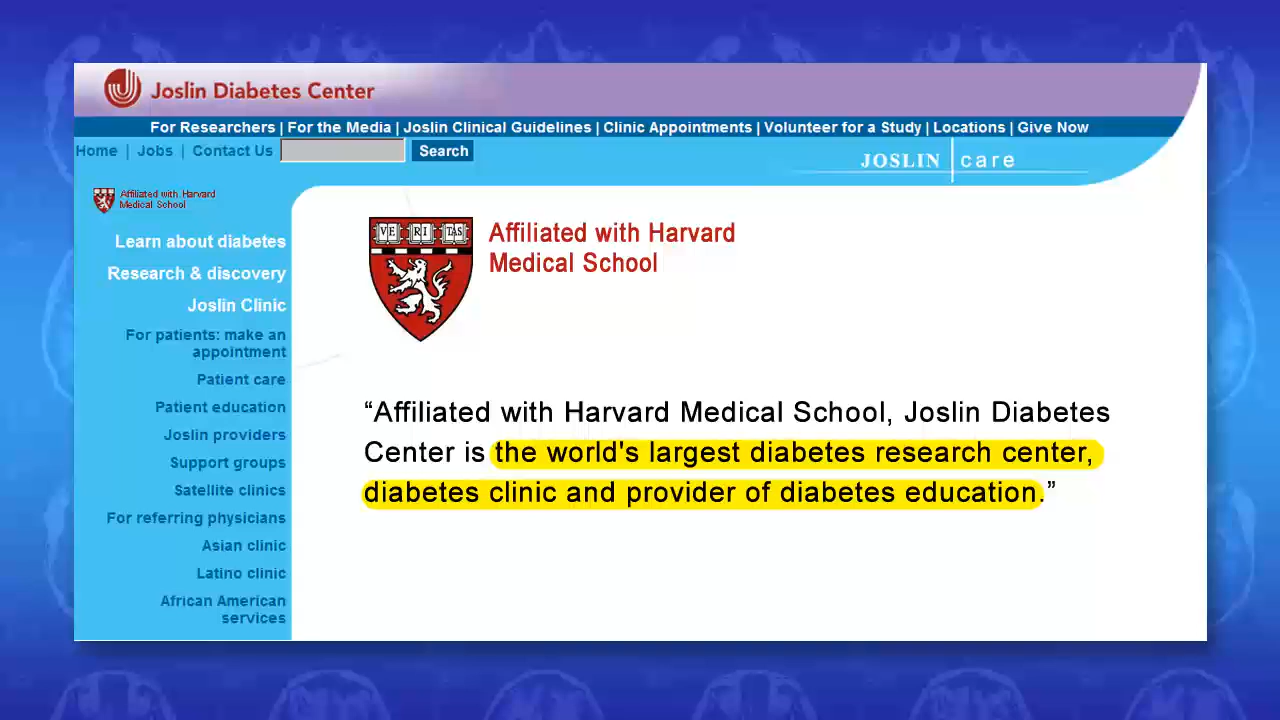 Joslin Diabetes Center
For Researchers | For the Media | Joslin Clinical Guidelines | Clinic Appointments | Volunteer for a Study | Locations | Give Now
Home | Jobs | Contact Us
Search
JOSLIN care
Affiliated with Harvard
Medical School
Learn about diabetes
Research & discovery
Joslin Clinic
For patients: make an
appointment
Patient care
Patient education
Joslin providers
Support groups
Satellite clinics
For referring physicians
Asian clinic
Latino clinic
African American
services
VE RI TAS
Affiliated with Harvard
Medical School
“Affiliated with Harvard Medical School, Joslin Diabetes
Center is the world's largest diabetes research center,
diabetes clinic and provider of diabetes education.”